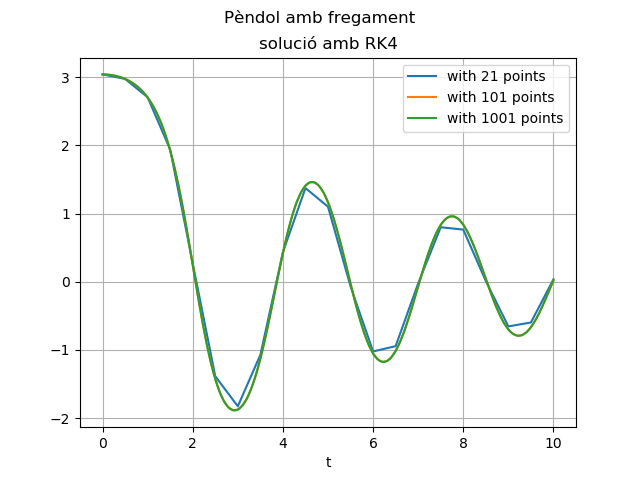 Pèndol amb fregament
solució amb RK4
with 21 points
with 101 points
with 1001 points
3
2
1
0
−1
−2
0 2 4 6 8 10
t